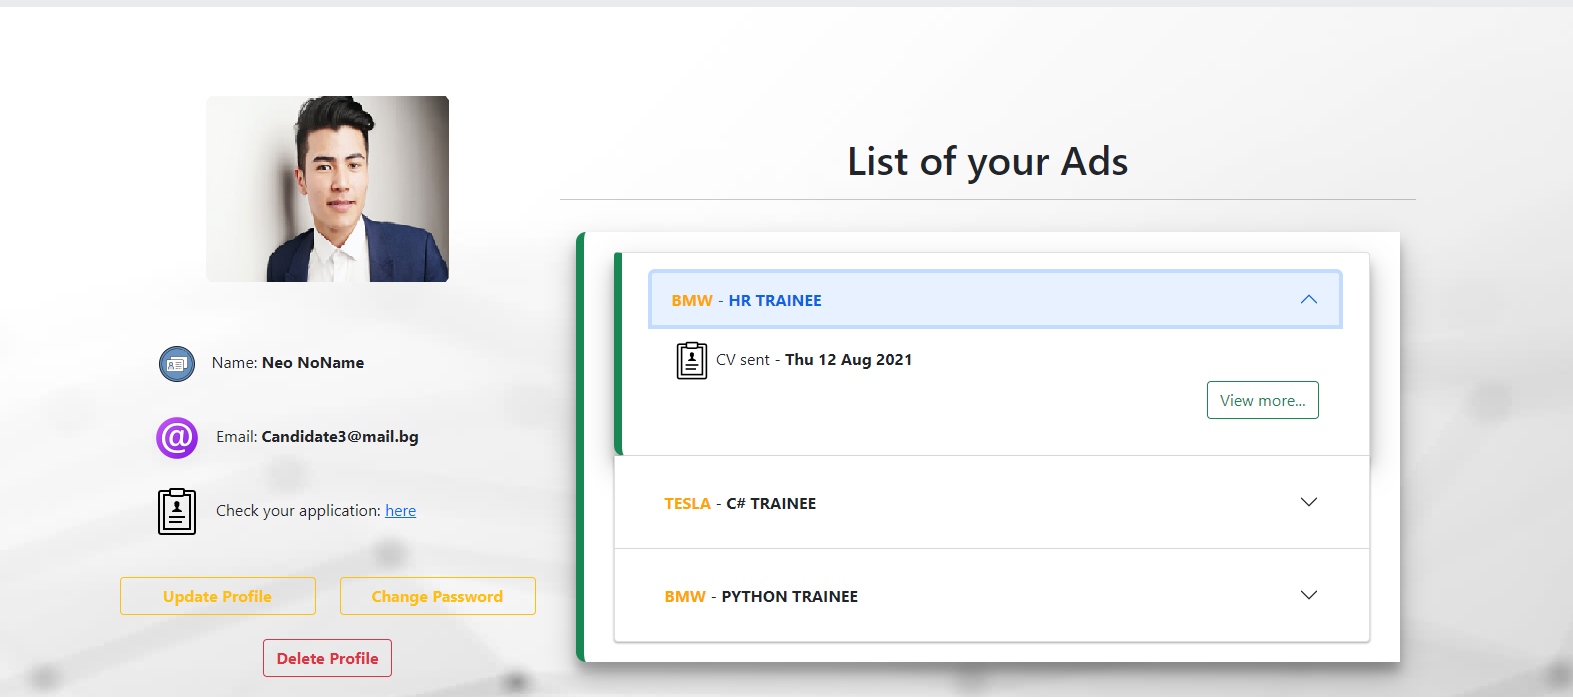 List of your Ads
Name: Neo NoName
Email: Candidate3@mail.bg
Check your application: here
Update Profile
Change Password
Delete Profile
BMW - HR TRAINEE
CV sent - Thu 12 Aug 2021
View more...
TESLA - C# TRAINEE
BMW - PYTHON TRAINEE